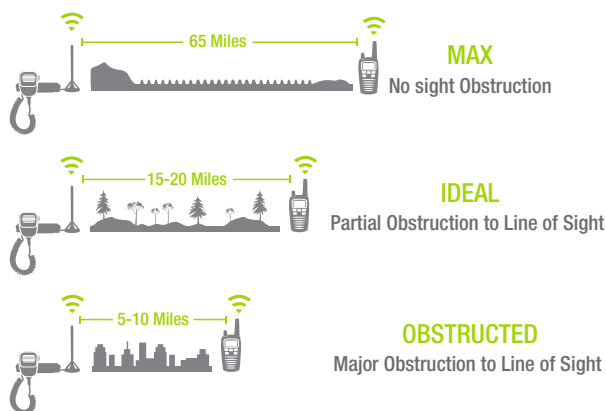 65 Miles
MAX
No sight Obstruction
15-20 Miles
IDEAL
Partial Obstruction to Line of Sight
5-10 Miles
OBSTRUCTED
Major Obstruction to Line of Sight